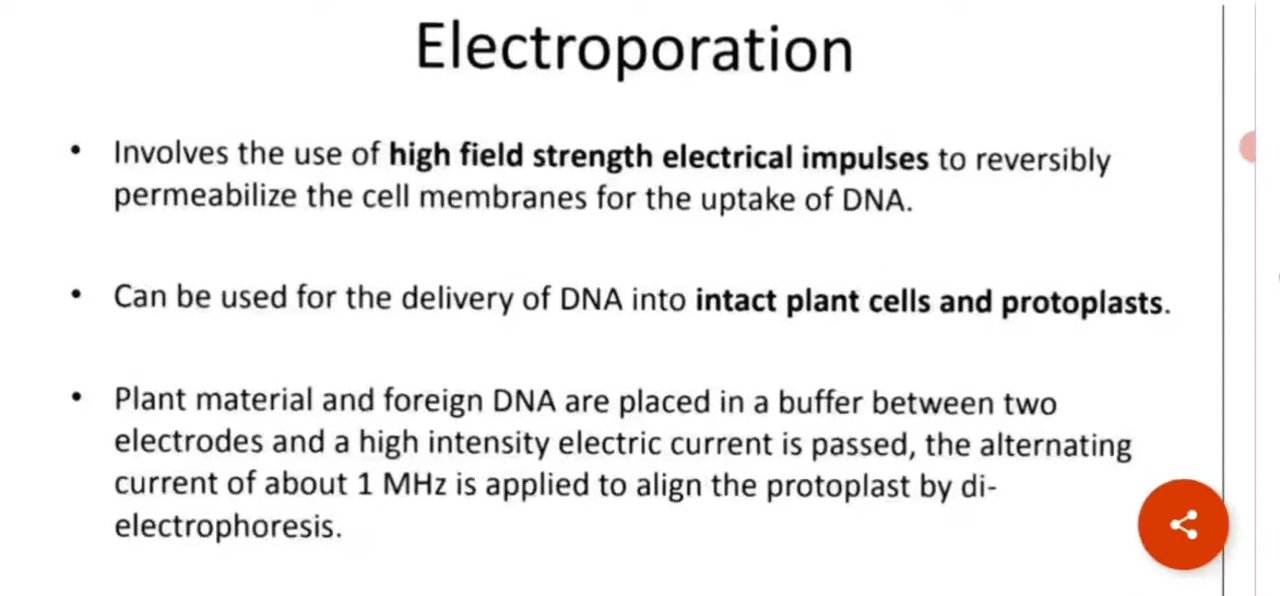 Electroporation
• Involves the use of high field strength electrical impulses to reversibly
permeabilize the cell membranes for the uptake of DNA.
• Can be used for the delivery of DNA into intact plant cells and protoplasts.
• Plant material and foreign DNA are placed in a buffer between two
electrodes and a high intensity electric current is passed, the alternating
current of about 1 MHz is applied to align the protoplast by di-
electrophoresis.